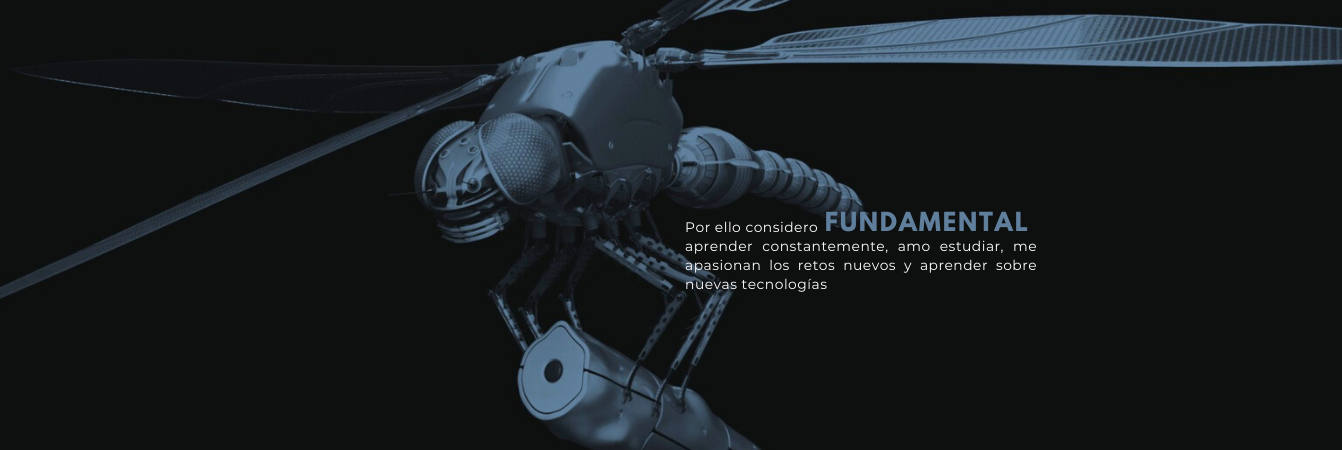 Por ello considero FUNDAMENTAL
aprender constantemente, amo estudiar, me
apasionan los retos nuevos y aprender sobre
nuevas tecnologías